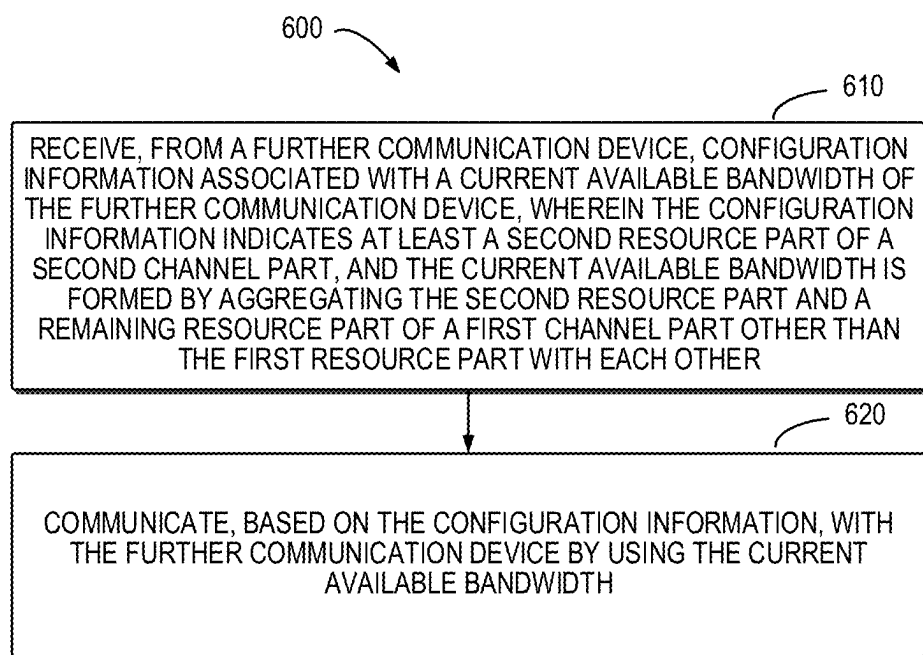 600
610
RECEIVE, FROM A FURTHER COMMUNICATION DEVICE, CONFIGURATION
INFORMATION ASSOCIATED WITH A CURRENT AVAILABLE BANDWIDTH OF
THE FURTHER COMMUNICATION DEVICE, WHEREIN THE CONFIGURATION
INFORMATION INDICATES AT LEAST A SECOND RESOURCE PART OF A
SECOND CHANNEL PART, AND THE CURRENT AVAILABLE BANDWIDTH IS
FORMED BY AGGREGATING THE SECOND RESOURCE PART AND A
REMAINING RESOURCE PART OF A FIRST CHANNEL PART OTHER THAN
THE FIRST RESOURCE PART WITH EACH OTHER
620
COMMUNICATE, BASED ON THE CONFIGURATION INFORMATION, WITH
THE FURTHER COMMUNICATION DEVICE BY USING THE CURRENT
AVAILABLE BANDWIDTH